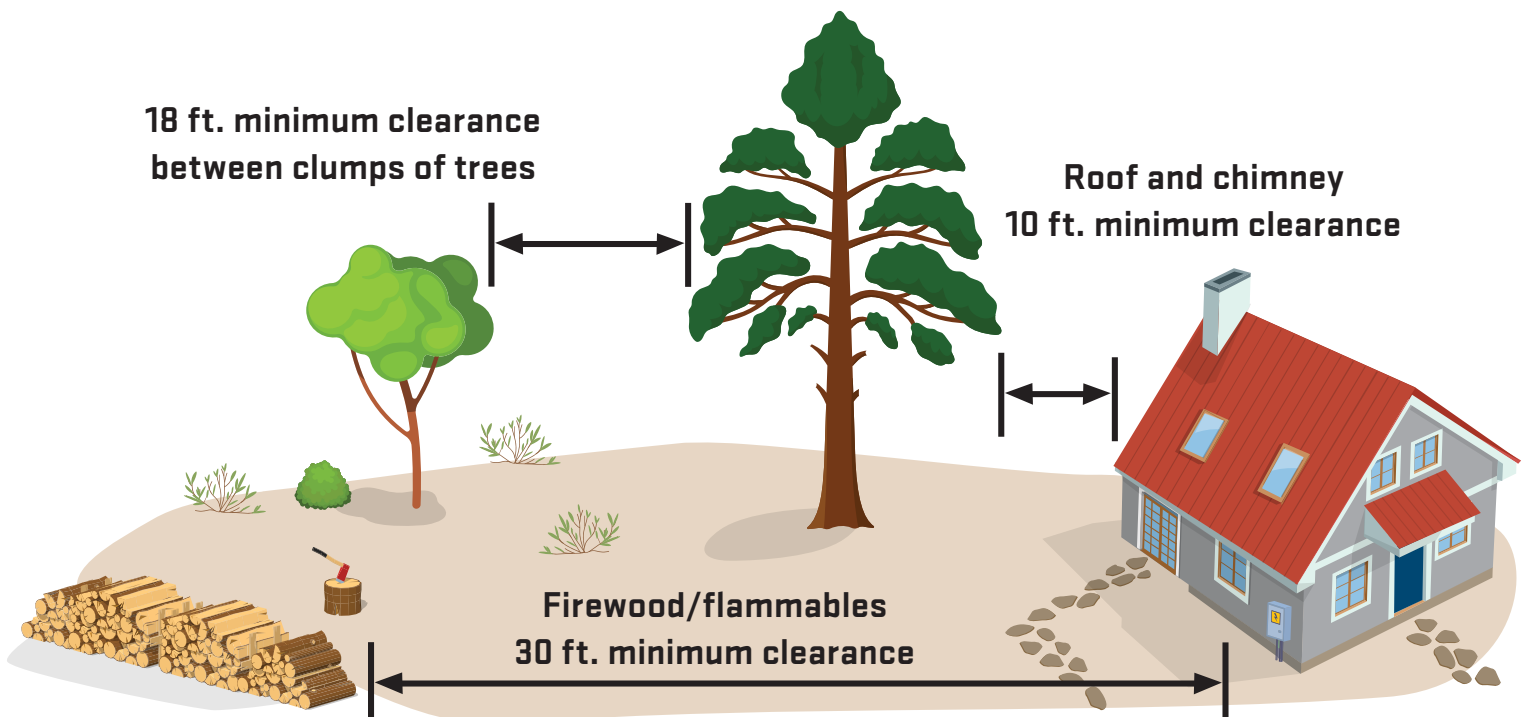 18 ft. minimum clearance
between clumps of trees
Roof and chimney
10 ft. minimum clearance
Firewood/flammables
30 ft. minimum clearance